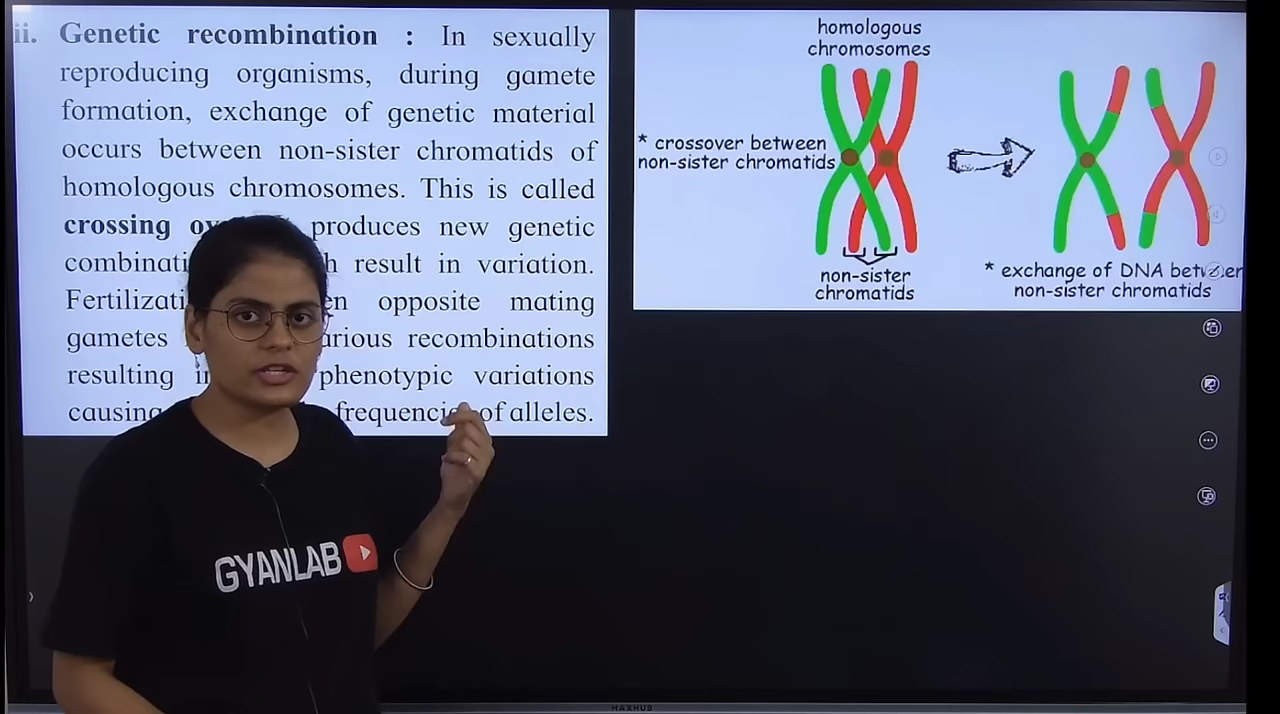 ii. Genetic recombination : In sexually
reproducing organisms, during gamete
formation, exchange of genetic material
occurs between non-sister chromatids of
homologous chromosomes. This is called
crossing produces new genetic
result in variation.
opposite mating
gametes recombinations
resulting phenotypic variations
causing of alleles.
homologous
chromosomes
* crossover between
non-sister chromatids
non-sister
chromatids
* exchange of DNA between
non-sister chromatids
GYANLAB
MAXHUB